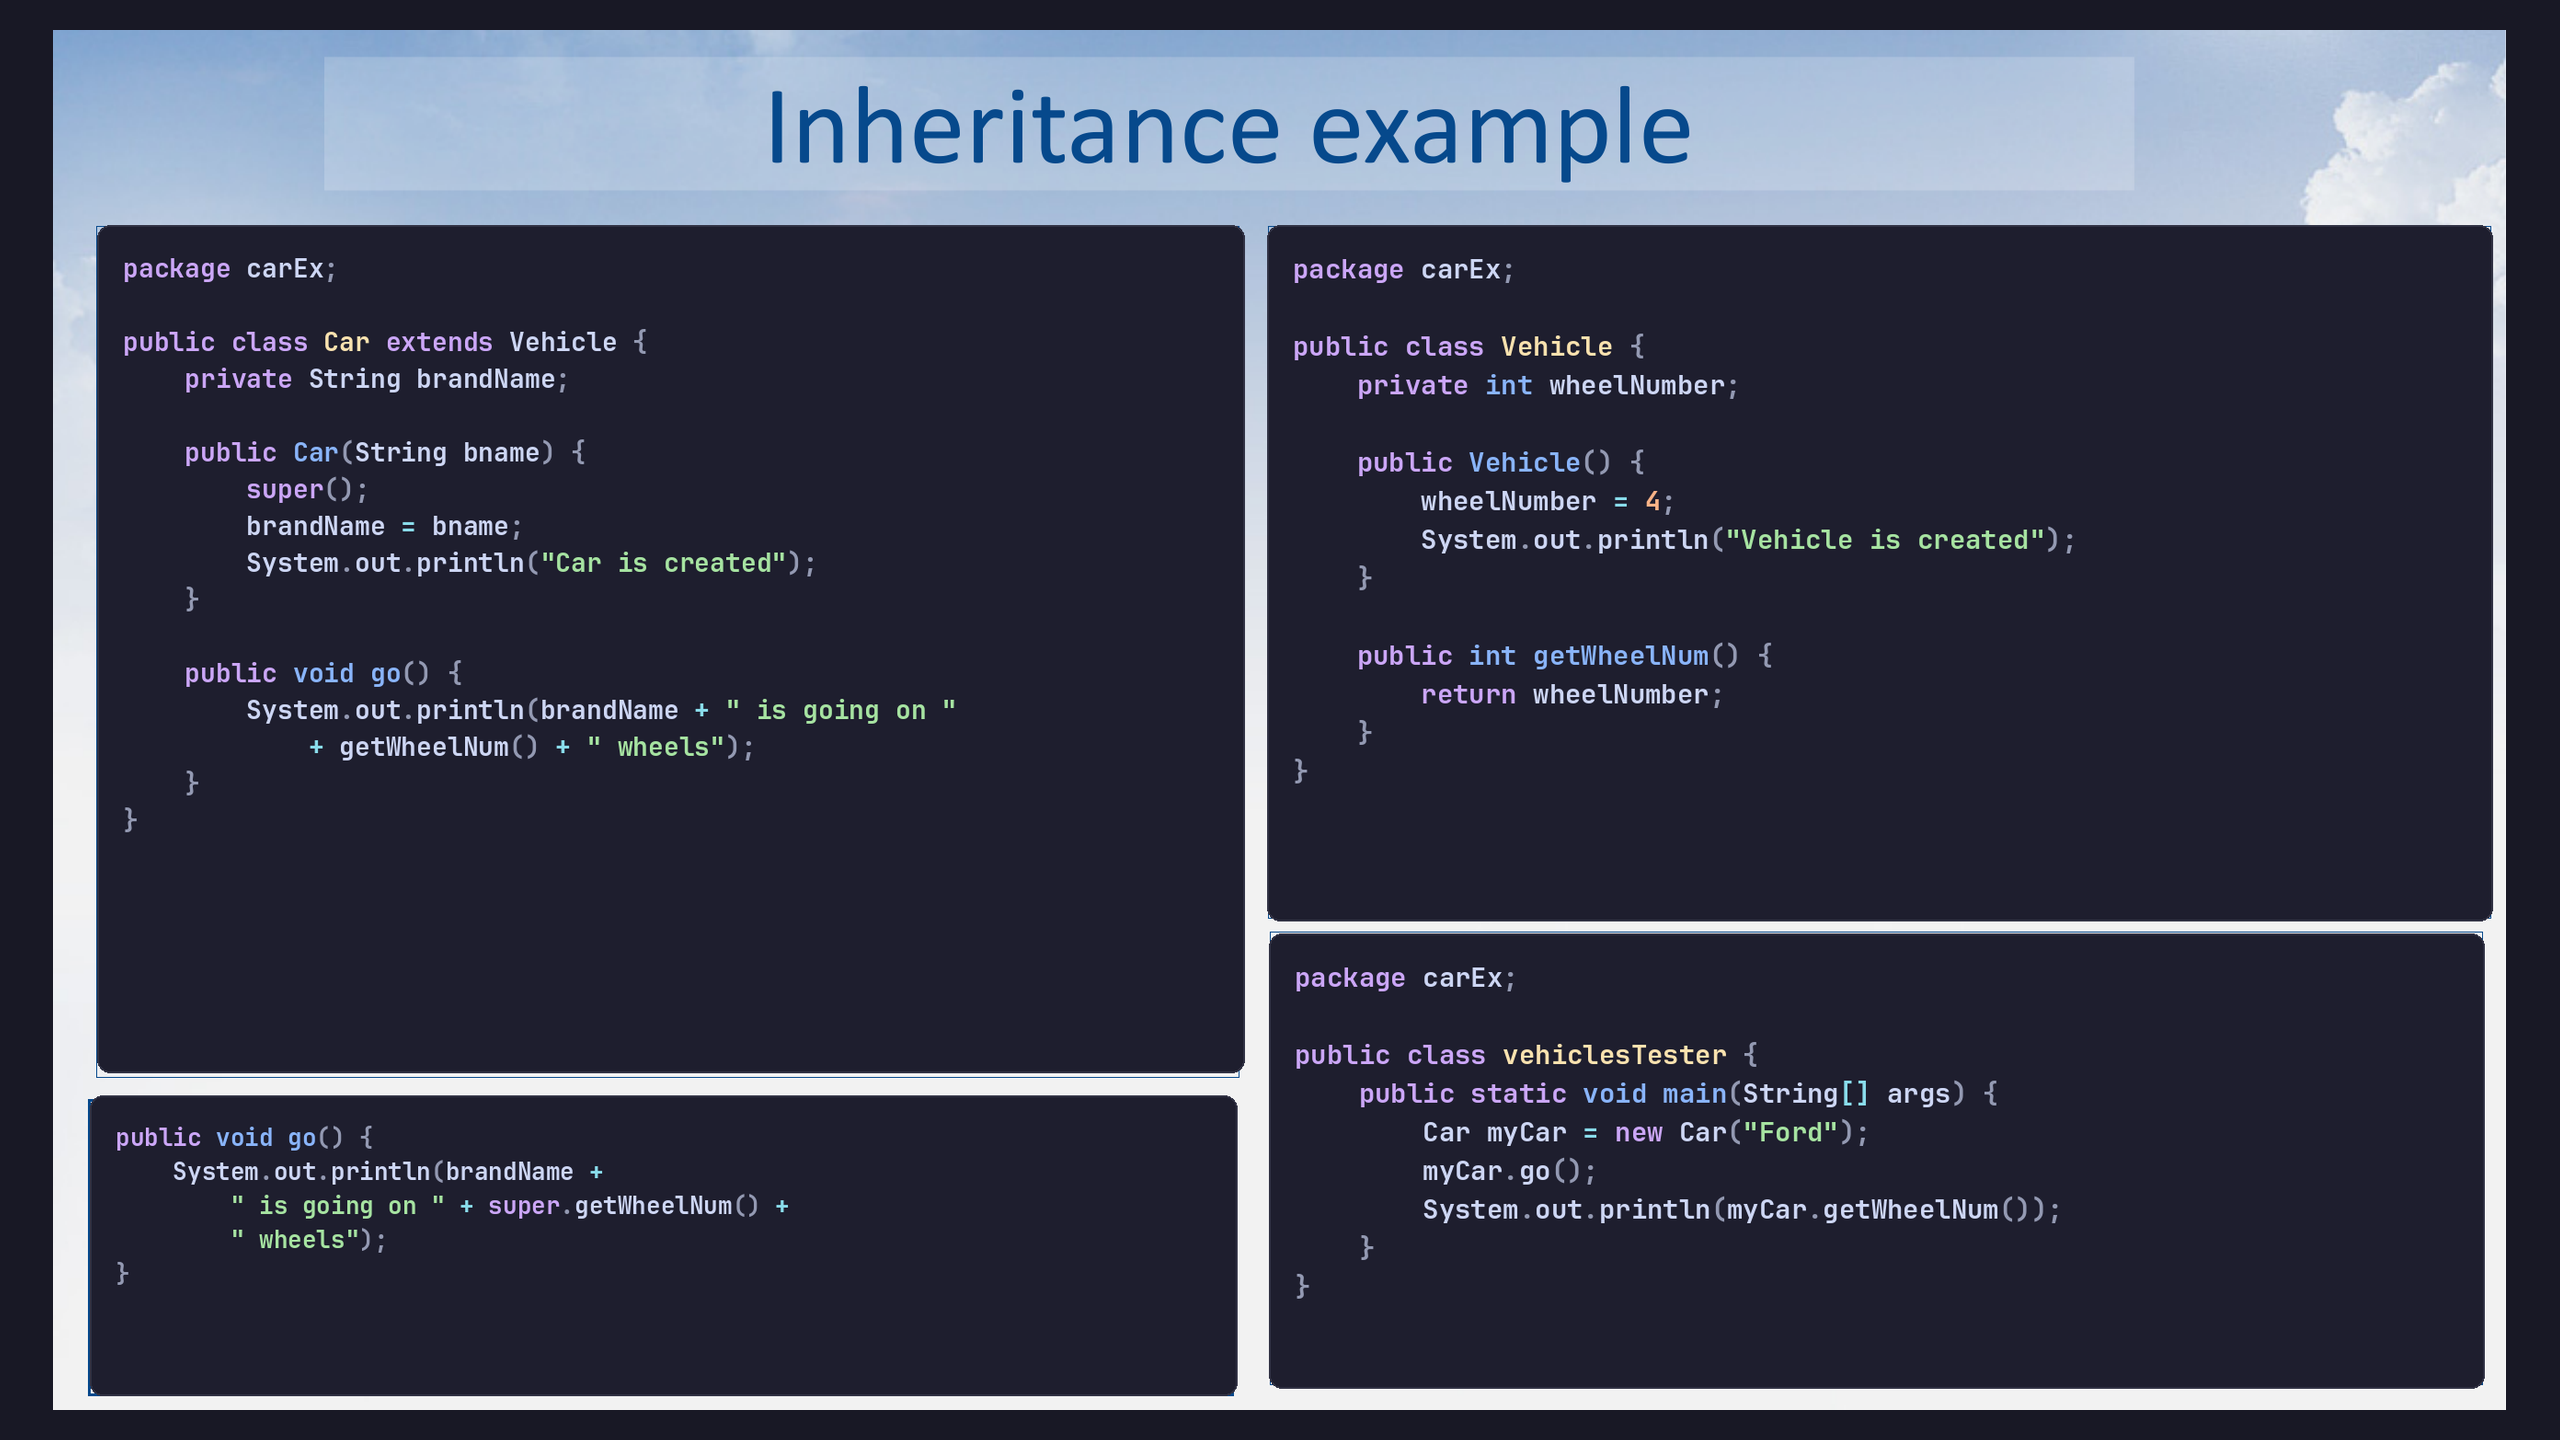 Inheritance example
package carEx;
public class Car extends Vehicle {
    private String brandName;
    public Car(String bname) {
        super();
        brandName = bname;
        System.out.println("Car is created");
    }
    public void go() {
        System.out.println(brandName + " is going on "
            + getWheelNum() + " wheels");
    }
}
public void go() {
    System.out.println(brandName +
        " is going on " + super.getWheelNum() +
        " wheels");
}
package carEx;
public class Vehicle {
    private int wheelNumber;
    public Vehicle() {
        wheelNumber = 4;
        System.out.println("Vehicle is created");
    }
    public int getWheelNum() {
        return wheelNumber;
    }
}
package carEx;
public class vehiclesTester {
    public static void main(String[] args) {
        Car myCar = new Car("Ford");
        myCar.go();
        System.out.println(myCar.getWheelNum());
    }
}